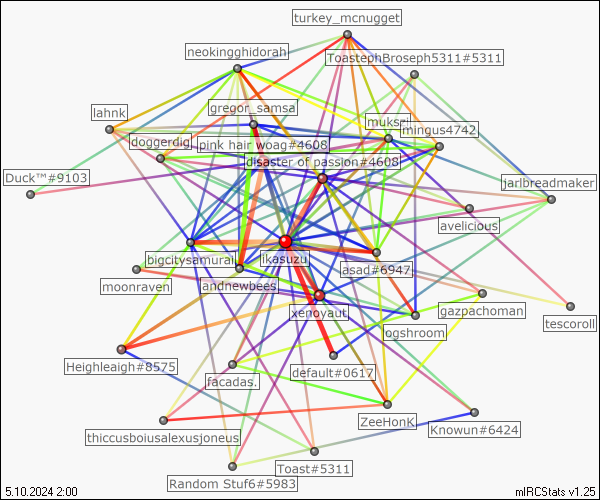 turkey_mcnugget
neokingghidorah
ToastephBroseph5311#5311
gregor_samsa
lahnk
muksail
mingus4742
doggerdig
pink hair woag#4608
disaster of passion#4608
Duck™#9103
jarlbreadmaker
avelicious
bigcitysamurai
ikasuzu
asad#6947
moonraven
andnewbees
gazpachoman
xenovaut
ogshroom
tescoroll
Heighleaigh#8575
default#0617
facadas.
ZeeHonK
Knowun#6424
thiccusboiusalexusjoneus
Toast#5311
Random Stuf6#5983
5.10.2024 2:00
mIRCStats v1.25